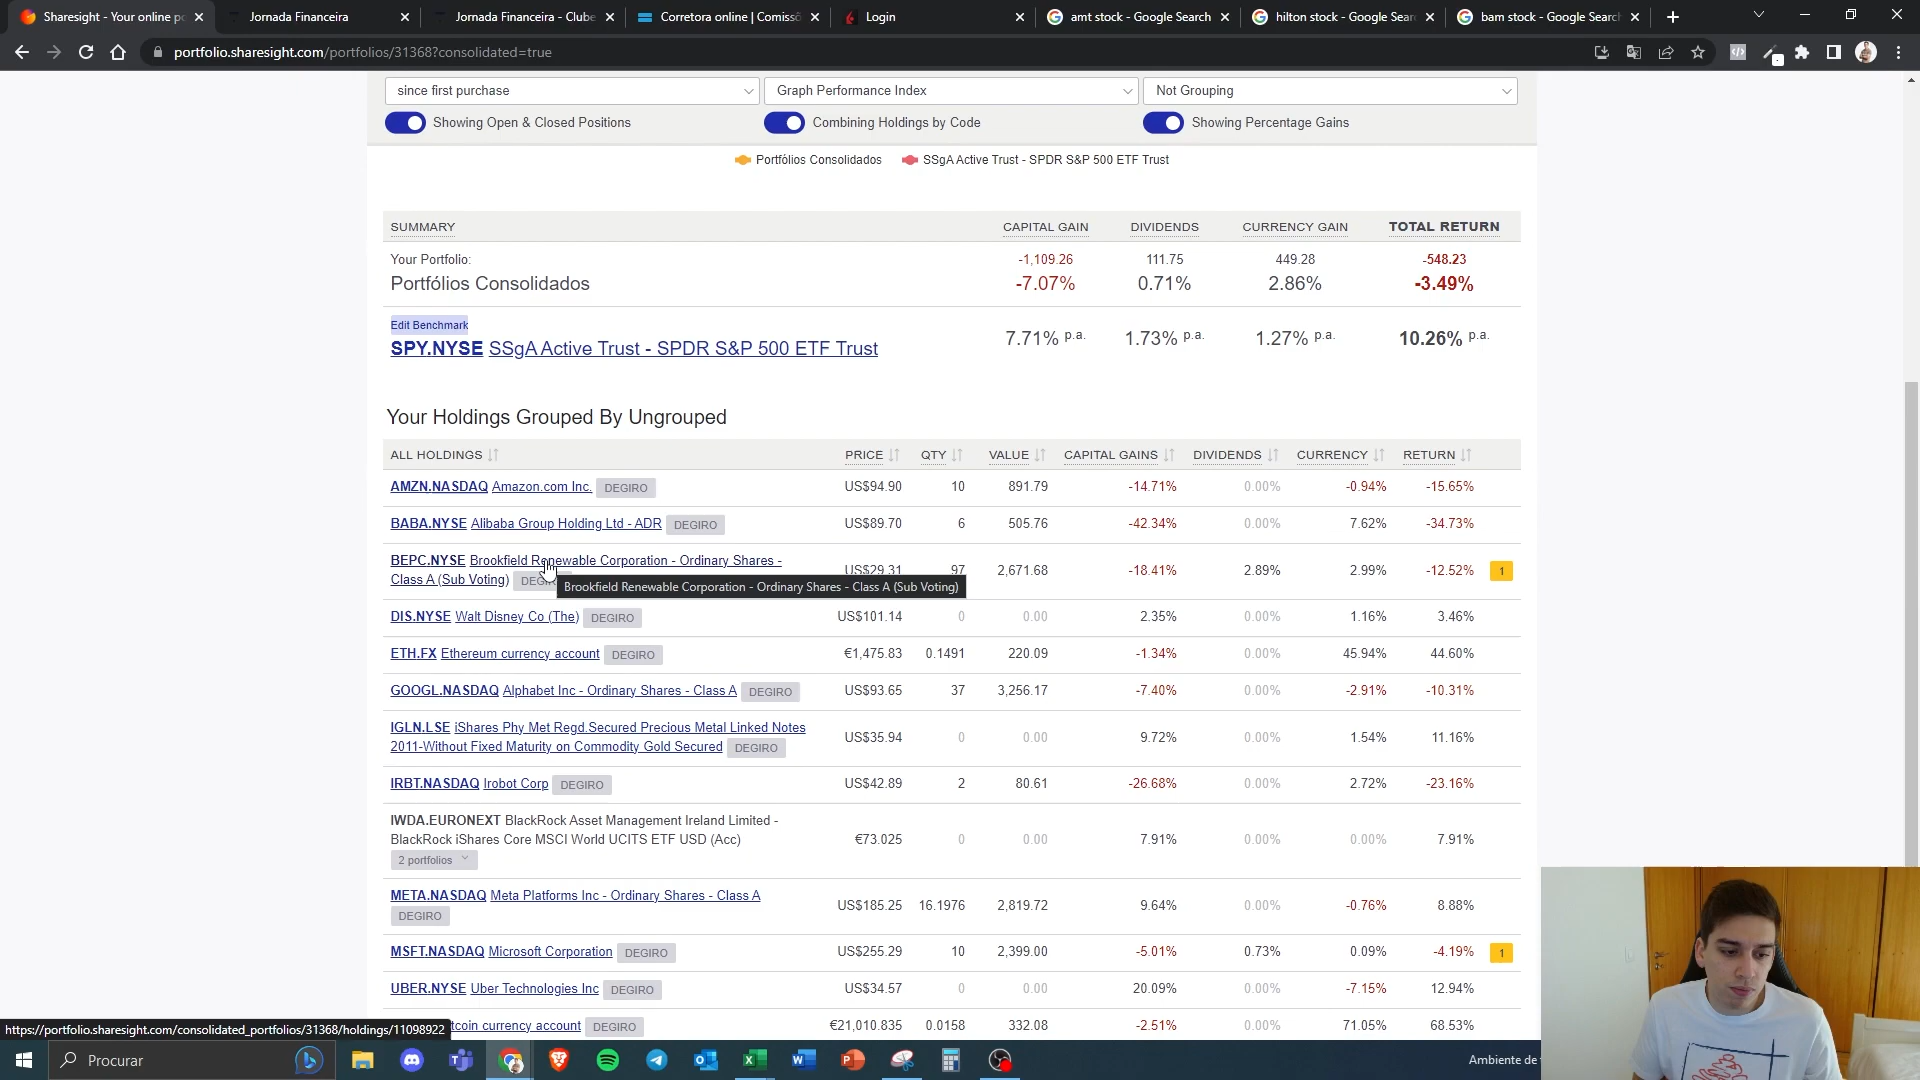 Sharesight - Your online po
Jornada Financeira
Jornada Financeira - Clube
Corretora online | Comissõ
Login
amt stock - Google Search
hilton stock - Google Sear
bam stock - Google Search
portfolio.sharesight.com/portfolios/31368?consolidated=true
since first purchase
Graph Performance Index
Not Grouping
Showing Open & Closed Positions
Combining Holdings by Code
Showing Percentage Gains
Portfólios Consolidados
SSgA Active Trust - SPDR S&P 500 ETF Trust
SUMMARY CAPITAL GAIN DIVIDENDS CURRENCY GAIN TOTAL RETURN
Your Portfolio: -1,109.26 111.75 449.28 -548.23
Portfólios Consolidados -7.07% 0.71% 2.86% -3.49%
Edit Benchmark
SPY.NYSE SSgA Active Trust - SPDR S&P 500 ETF Trust 7.71% p.a. 1.73% p.a. 1.27% p.a. 10.26% p.a.
Your Holdings Grouped By Ungrouped
ALL HOLDINGS PRICE QTY VALUE CAPITAL GAINS DIVIDENDS CURRENCY RETURN
AMZN.NASDAQ Amazon.com Inc. DEGIRO US$94.90 10 891.79 -14.71% 0.00% -0.94% -15.65%
BABA.NYSE Alibaba Group Holding Ltd - ADR DEGIRO US$89.70 6 505.76 -42.34% 0.00% 7.62% -34.73%
BEPC.NYSE Brookfield Renewable Corporation - Ordinary Shares -
Class A (Sub Voting) US$29.31 97 2,671.68 -18.41% 2.89% 2.99% -12.52% 1
Brookfield Renewable Corporation - Ordinary Shares - Class A (Sub Voting)
DIS.NYSE Walt Disney Co (The) DEGIRO US$101.14 0 0.00 2.35% 0.00% 1.16% 3.46%
ETH.FX Ethereum currency account DEGIRO €1,475.83 0.1491 220.09 -1.34% 0.00% 45.94% 44.60%
GOOGL.NASDAQ Alphabet Inc - Ordinary Shares - Class A DEGIRO US$93.65 37 3,256.17 -7.40% 0.00% -2.91% -10.31%
IGLN.LSE iShares Phy Met Regd.Secured Precious Metal Linked Notes
2011-Without Fixed Maturity on Commodity Gold Secured DEGIRO US$35.94 0 0.00 9.72% 0.00% 1.54% 11.16%
IRBT.NASDAQ Irobot Corp DEGIRO US$42.89 2 80.61 -26.68% 0.00% 2.72% -23.16%
IWDA.EURONEXT BlackRock Asset Management Ireland Limited -
BlackRock iShares Core MSCI World UCITS ETF USD (Acc) €73.025 0 0.00 7.91% 0.00% 0.00% 7.91%
2 portfolios
META.NASDAQ Meta Platforms Inc - Ordinary Shares - Class A
DEGIRO US$185.25 16.1976 2,819.72 9.64% 0.00% -0.76% 8.88%
MSFT.NASDAQ Microsoft Corporation DEGIRO US$255.29 10 2,399.00 -5.01% 0.73% 0.09% -4.19% 1
UBER.NYSE Uber Technologies Inc DEGIRO US$34.57 0 0.00 20.09% 0.00% -7.15% 12.94%
tcoin currency account DEGIRO €21,010.835 0.0158 332.08 -2.51% 0.00% 71.05% 68.53%
https://portfolio.sharesight.com/consolidated_portfolios/31368/holdings/11098922
Procurar
Ambiente de